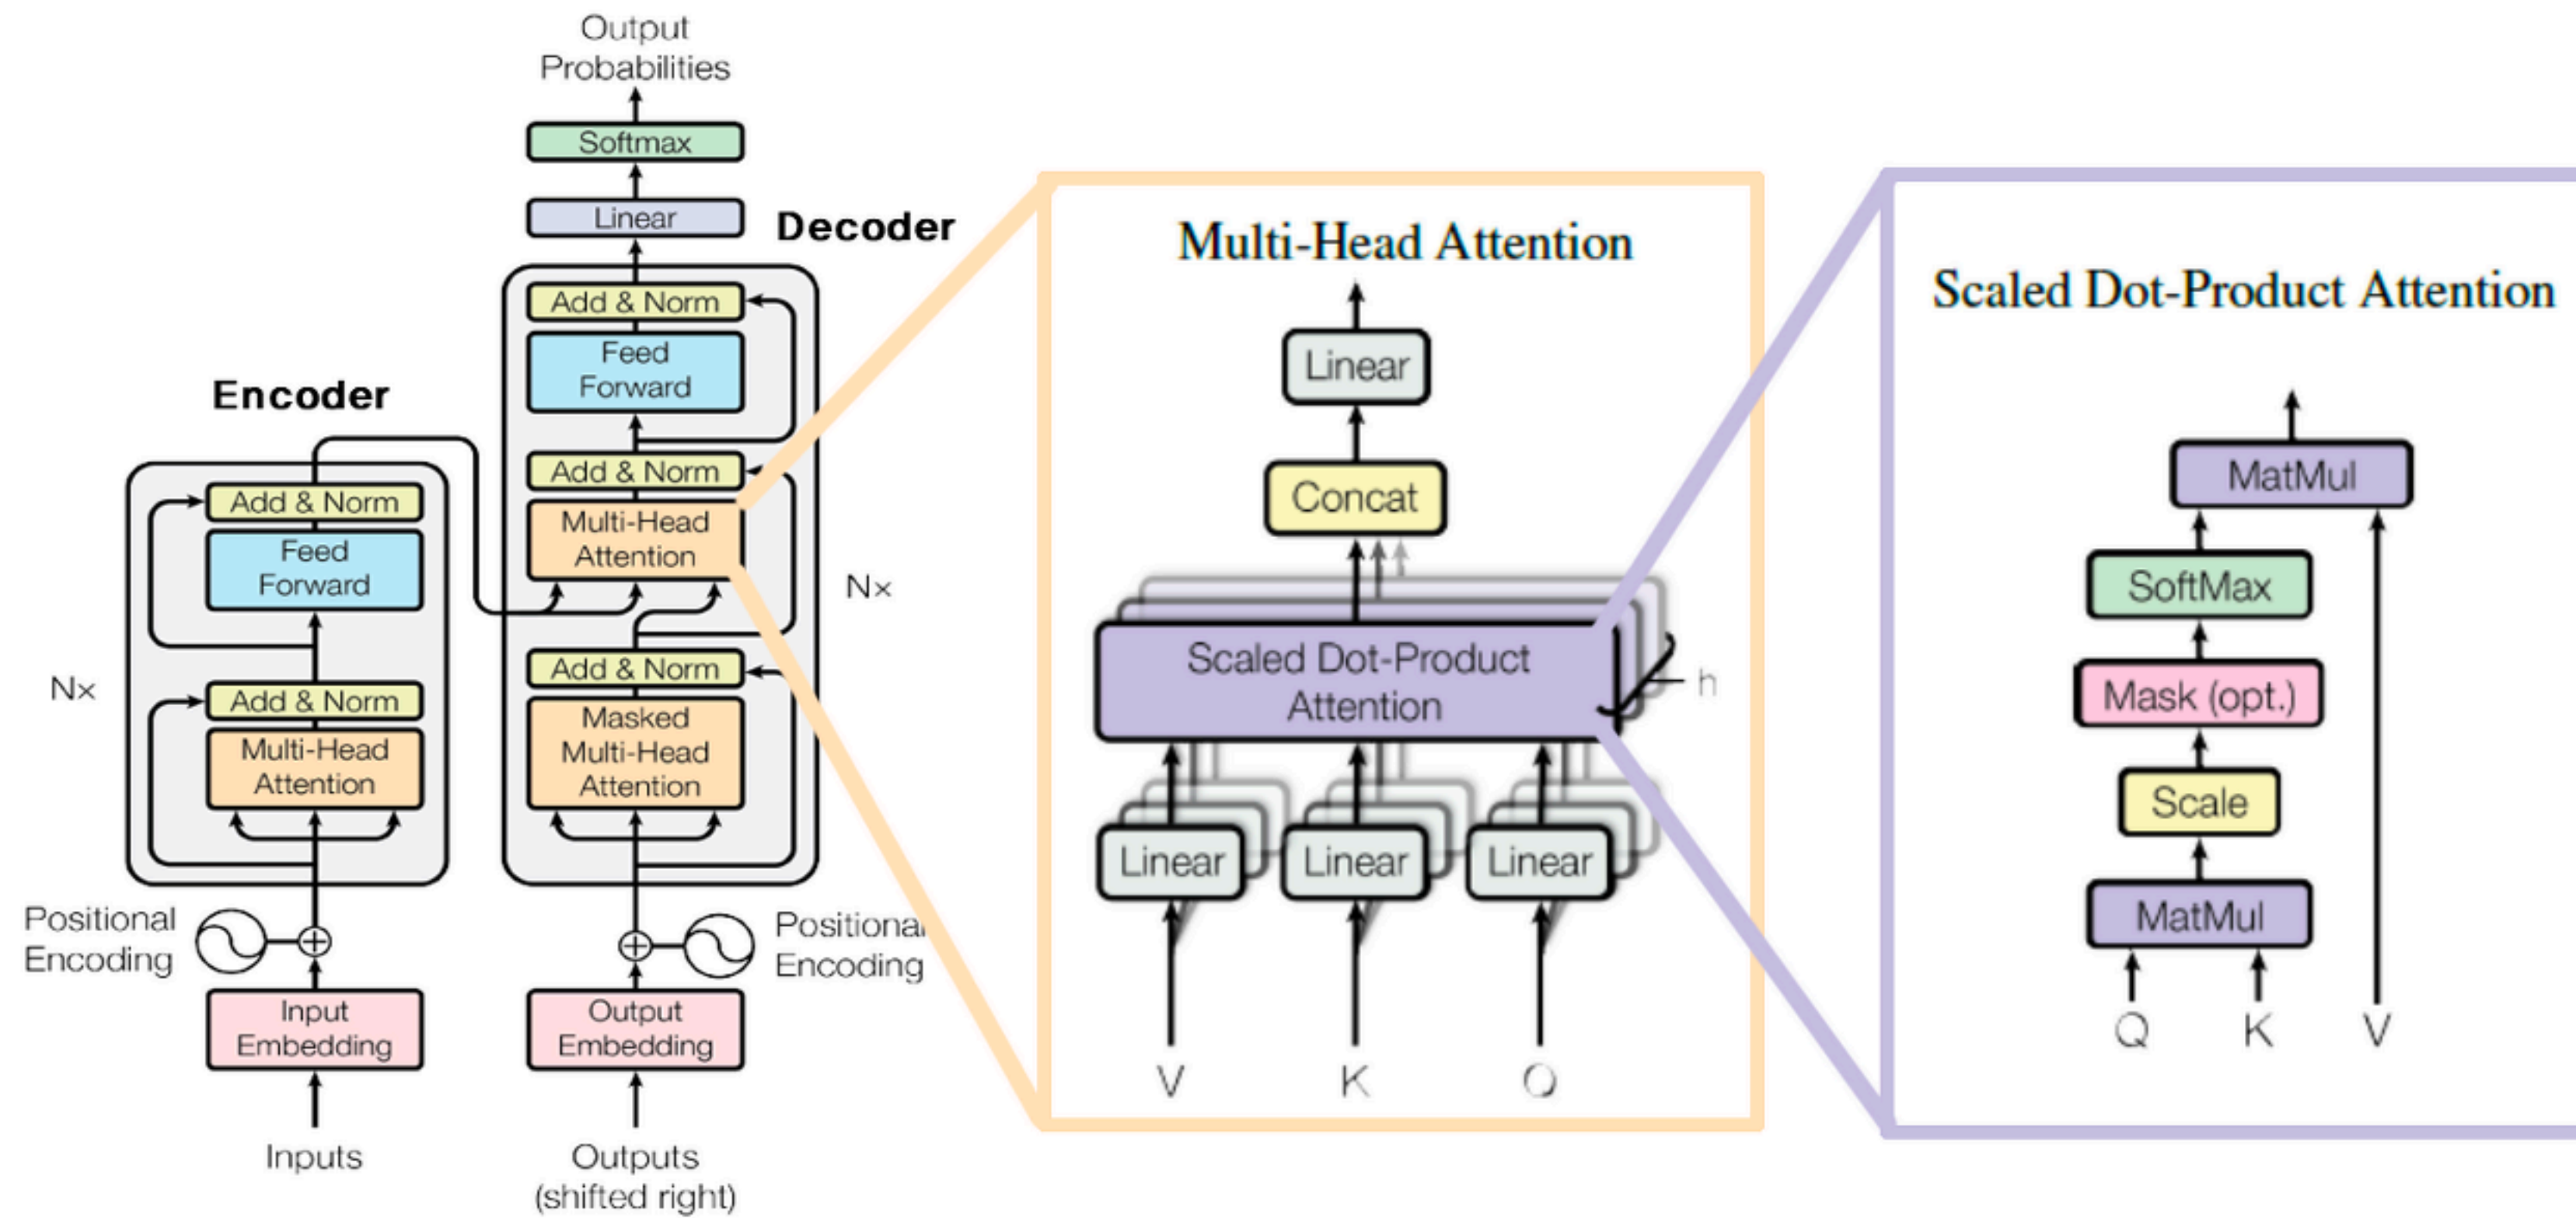 Output
Probabilities
Softmax
Linear
Decoder
Add & Norm
Feed
Forward
Add & Norm
Multi-Head
Attention
Nx
Add & Norm
Masked
Multi-Head
Attention
Positional
Encoding
Output
Embedding
Outputs
(shifted right)
Encoder
Add & Norm
Feed
Forward
Nx
Add & Norm
Multi-Head
Attention
Positional
Encoding
Input
Embedding
Inputs
Multi-Head Attention
Linear
Concat
Scaled Dot-Product
Attention
h
Linear
Linear
Linear
V
K
Q
Scaled Dot-Product Attention
MatMul
SoftMax
Mask (opt.)
Scale
MatMul
Q
K
V